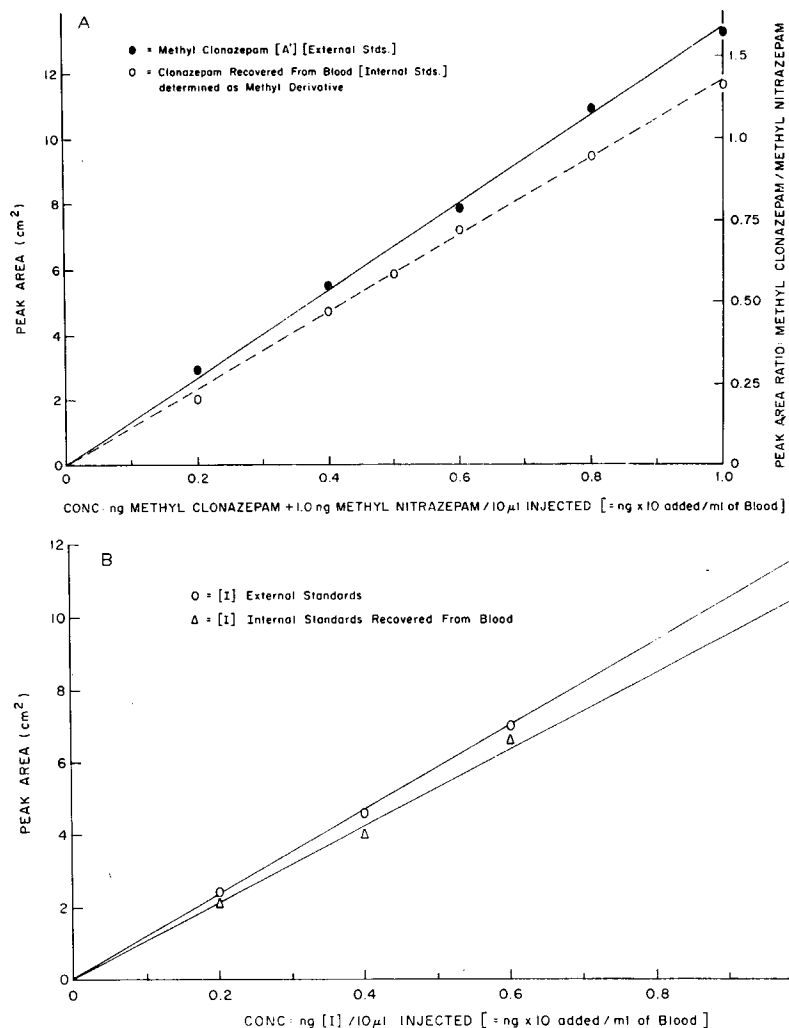 A
● = Methyl Clonazepam [A'] [External Stds.]
○ = Clonazepam Recovered From Blood [Internal Stds.]
determined as Methyl Derivative
PEAK AREA (cm²)
12
10
8
6
4
2
0
1.5
1.0
0.75
0.50
0.25
0
PEAK AREA RATIO: METHYL CLONAZEPAM/METHYL NITRAZEPAM
0 0.2 0.4 0.6 0.8 1.0
CONC: ng METHYL CLONAZEPAM + 1.0 ng METHYL NITRAZEPAM/10 µl INJECTED [= ng x 10 added/ml of Blood]
B
○ = [I] External Standards
△ = [I] Internal Standards Recovered From Blood
PEAK AREA (cm²)
12
10
8
6
4
2
0
0 0.2 0.4 0.6 0.8
CONC: ng [I] /10µl INJECTED [= ng x 10 added/ml of Blood]